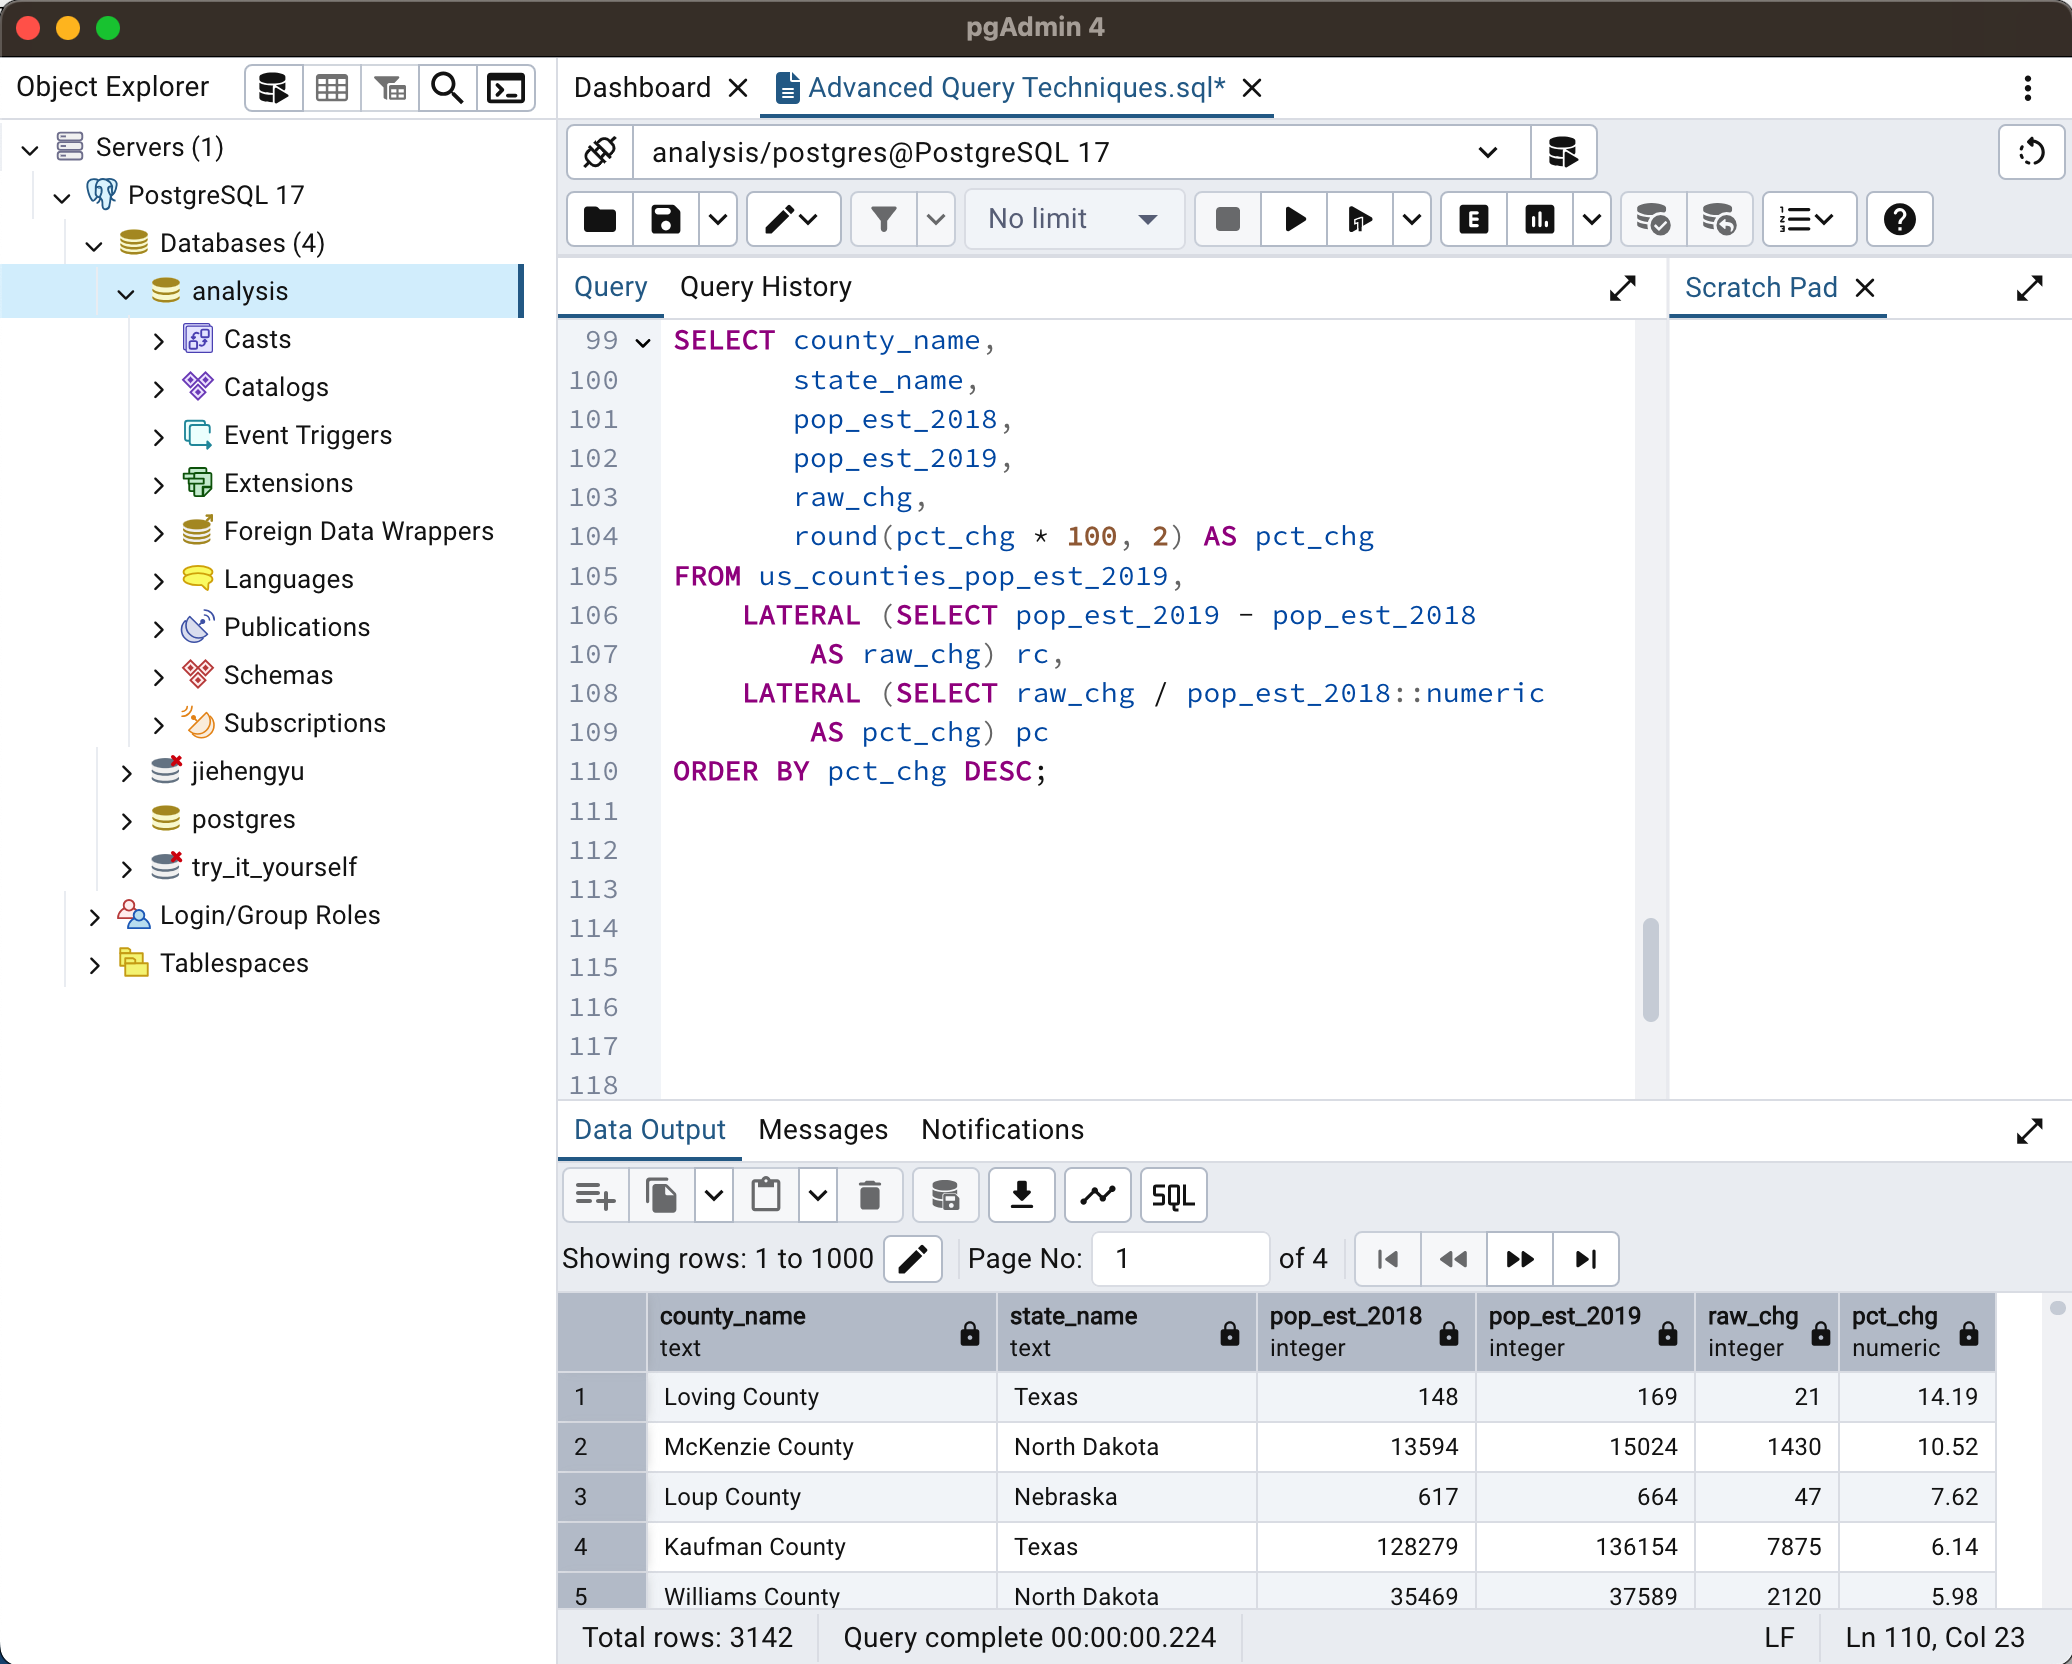 pgAdmin 4
Object Explorer
Servers (1)
PostgreSQL 17
Databases (4)
analysis
Casts
Catalogs
Event Triggers
Extensions
Foreign Data Wrappers
Languages
Publications
Schemas
Subscriptions
jiehengyu
postgres
try_it_yourself
Login/Group Roles
Tablespaces
Dashboard Advanced Query Techniques.sql*
analysis/postgres@PostgreSQL 17
No limit E
Query Query History
Scratch Pad
99 SELECT county_name,
100 state_name,
101 pop_est_2018,
102 pop_est_2019,
103 raw_chg,
104 round(pct_chg * 100, 2) AS pct_chg
105 FROM us_counties_pop_est_2019,
106 LATERAL (SELECT pop_est_2019 - pop_est_2018
107 AS raw_chg) rc,
108 LATERAL (SELECT raw_chg / pop_est_2018::numeric
109 AS pct_chg) pc
110 ORDER BY pct_chg DESC;
111
112
113
114
115
116
117
118
Data Output Messages Notifications
SQL
Showing rows: 1 to 1000 Page No: 1 of 4
county_name state_name pop_est_2018 pop_est_2019 raw_chg pct_chg
text text integer integer integer numeric
1 Loving County Texas 148 169 21 14.19
2 McKenzie County North Dakota 13594 15024 1430 10.52
3 Loup County Nebraska 617 664 47 7.62
4 Kaufman County Texas 128279 136154 7875 6.14
5 Williams County North Dakota 35469 37589 2120 5.98
Total rows: 3142 Query complete 00:00:00.224 LF Ln 110, Col 23